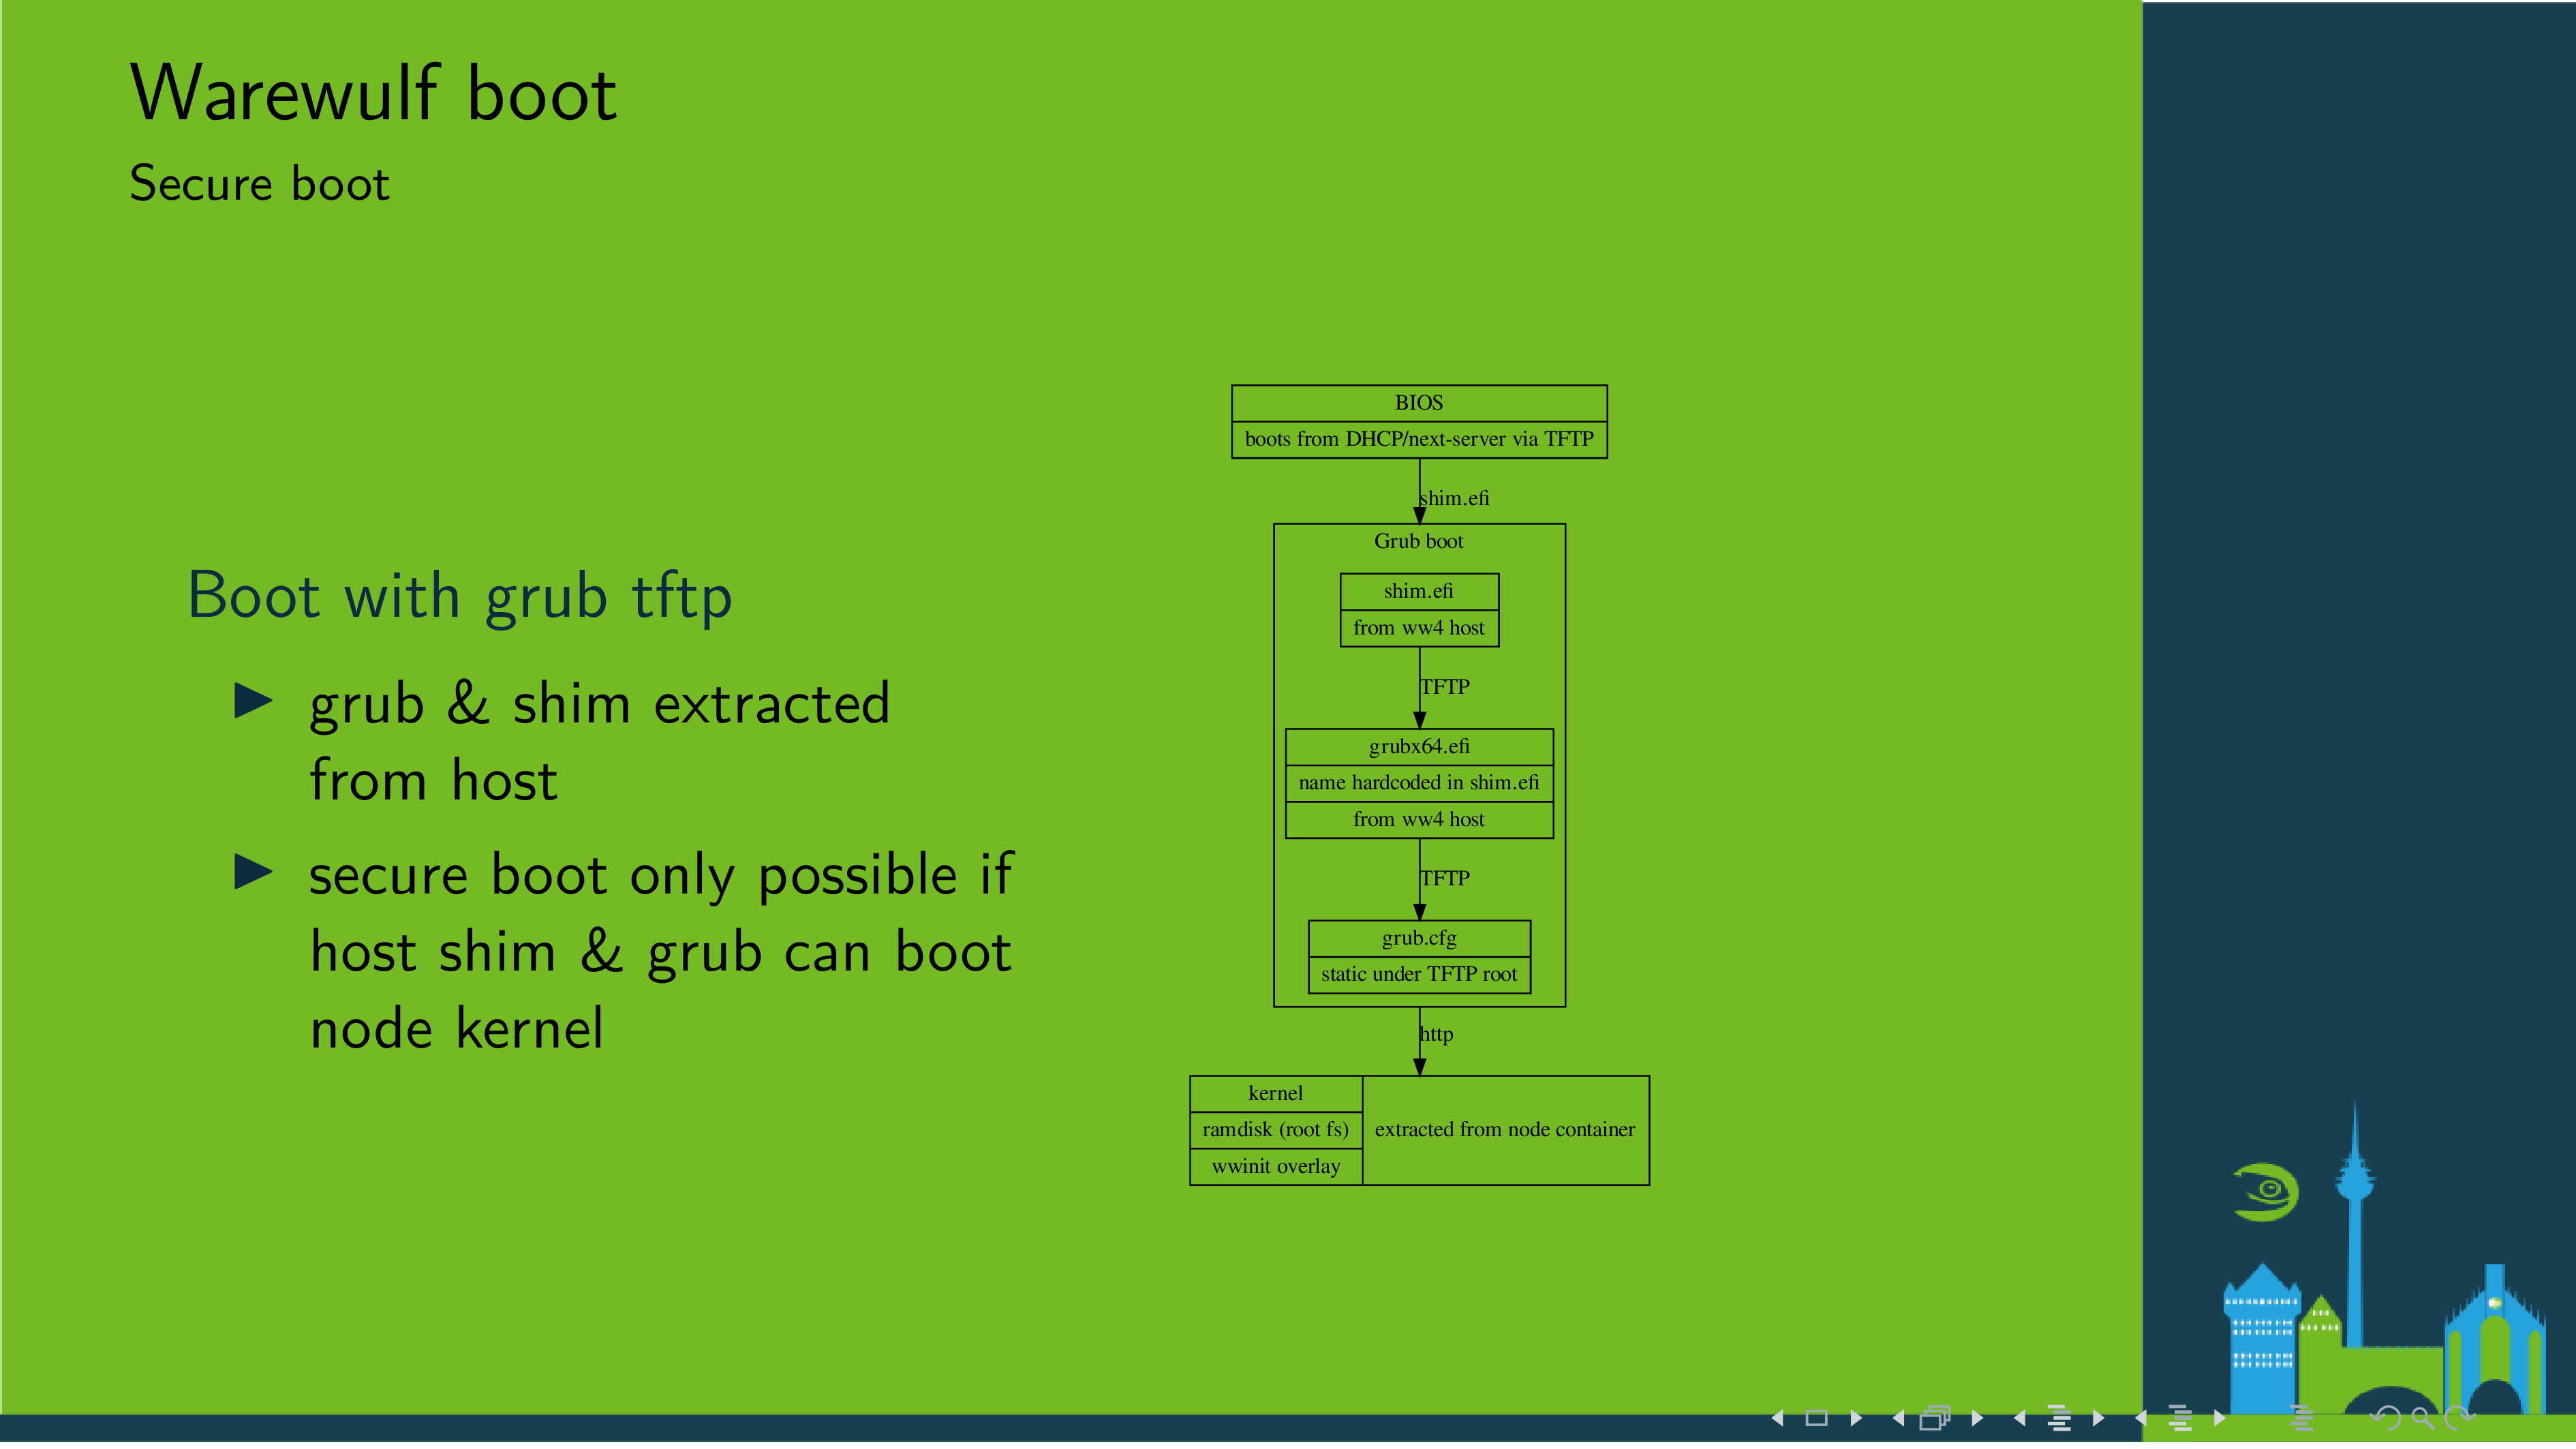 Warewulf boot
Secure boot
Boot with grub tftp
grub & shim extracted
from host
secure boot only possible if
host shim & grub can boot
node kernel
BIOS
boots from DHCP/next-server via TFTP
shim.efi
Grub boot
shim.efi
from ww4 host
TFTP
grubx64.efi
name hardcoded in shim.efi
from ww4 host
TFTP
grub.cfg
static under TFTP root
http
kernel
ramdisk (root fs)
wwinit overlay
extracted from node container